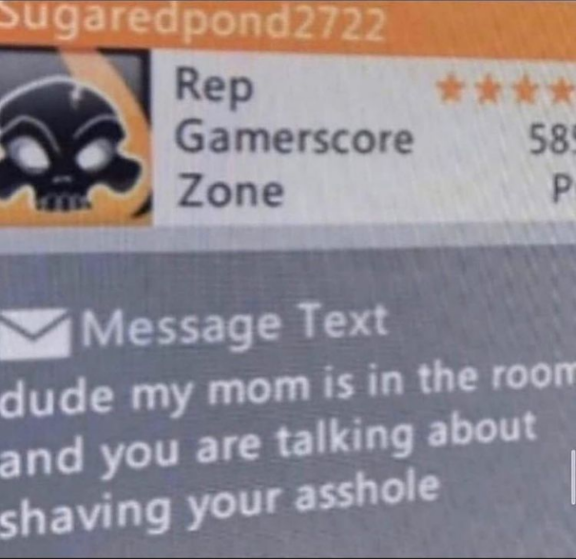 Sugaredpond2722
Rep
Gamerscore 585
Zone P
Message Text
dude my mom is in the room
and you are talking about
shaving your asshole